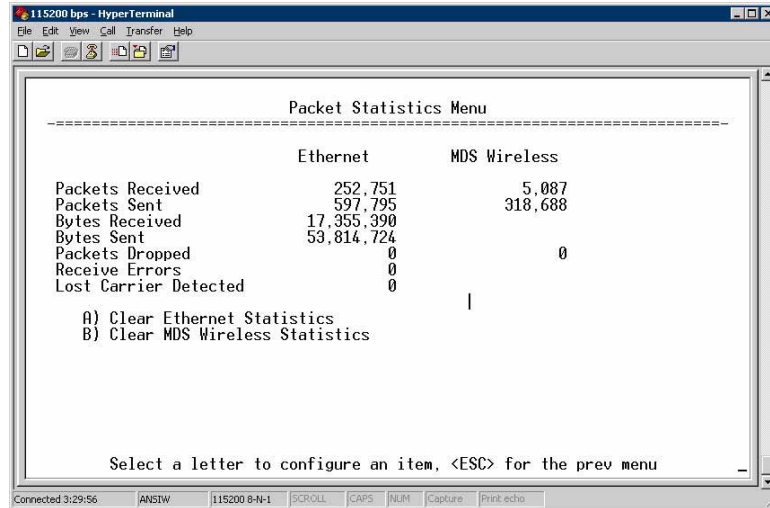 115200 bps - HyperTerminal
File Edit View Call Transfer Help
Packet Statistics Menu
-==========================================================================-
Ethernet MDS Wireless
Packets Received 252,751 5,087
Packets Sent 597,795 318,688
Bytes Received 17,355,390
Bytes Sent 53,814,724
Packets Dropped 0 0
Receive Errors 0
Lost Carrier Detected 0
A) Clear Ethernet Statistics
B) Clear MDS Wireless Statistics
Select a letter to configure an item, <ESC> for the prev menu _
Connected 3:29:56 ANSIW 115200 8-N-1 SCROLL CAPS NUM Capture Print echo